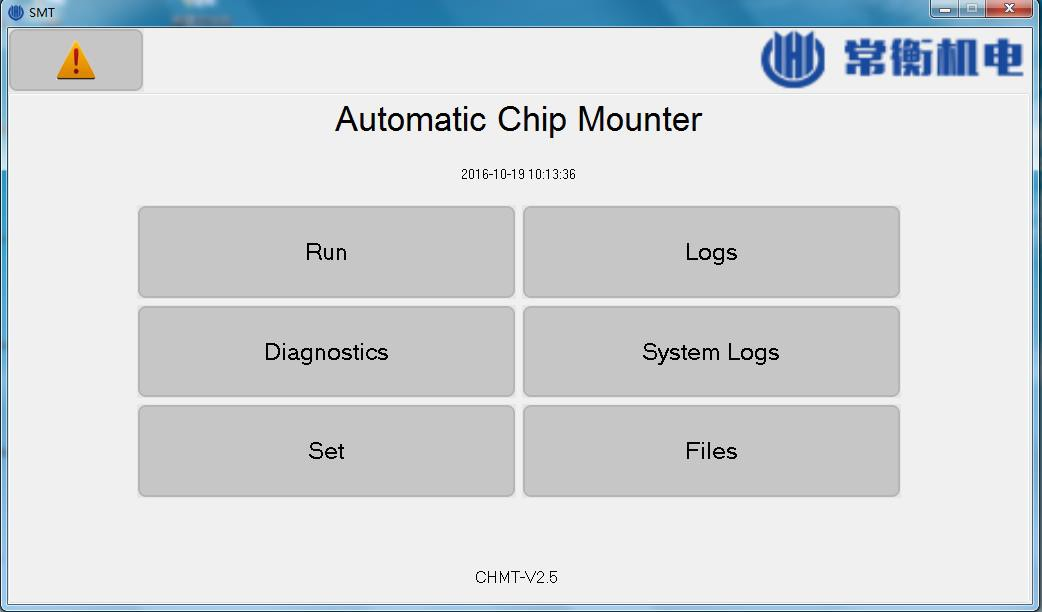 SMT
常衡机电
Automatic Chip Mounter
2016-10-19 10:13:36
Run
Logs
Diagnostics
System Logs
Set
Files
CHMT-V2.5